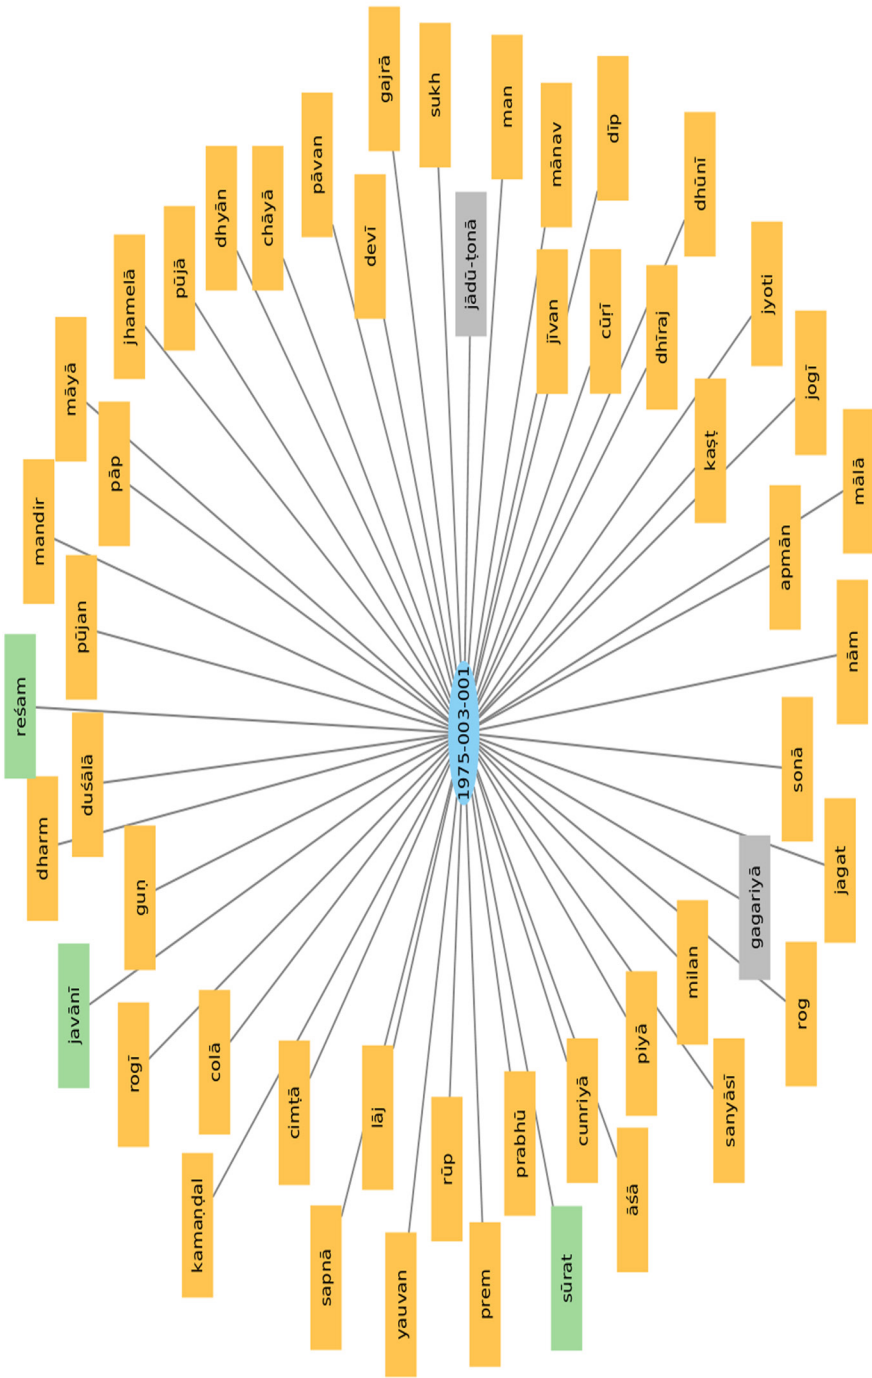 gajrā
sukh
man
dīp
mānav
pāvan
dhūnī
dhyān
chāyā
devī
pūjā
jādū-ṭonā
jhamelā
jyoti
jīvan
cūṛī
dhīraj
jogī
māyā
kaṣṭ
pāp
mālā
mandir
apmān
pūjan
nām
reśam
1975-003-001
sonā
duśālā
dharm
jagat
guṇ
gagariyā
milan
javānī
rog
piyā
rogī
colā
sanyāsī
cimṭā
lāj
cunriyā
prabhū
rūp
āśā
kamaṇḍal
sapnā
sūrat
prem
yauvan